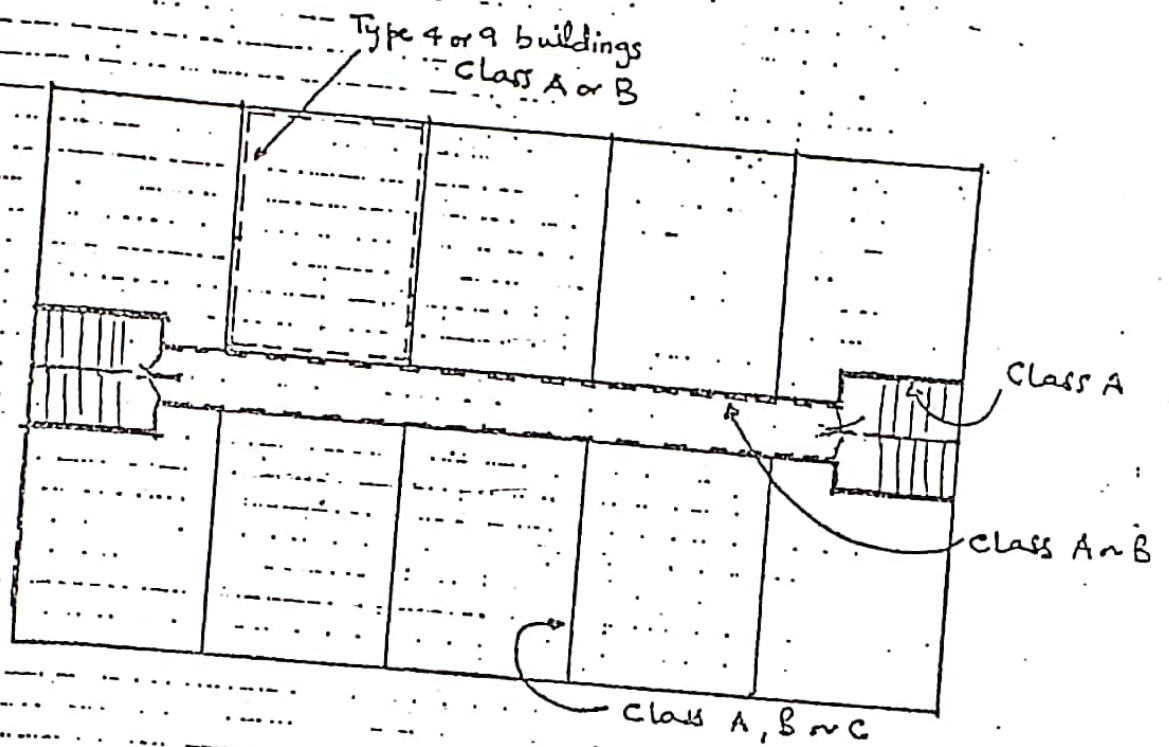 Type 4 or 9 buildings
Class A or B
Class A
Class A or B
Class A, B or C